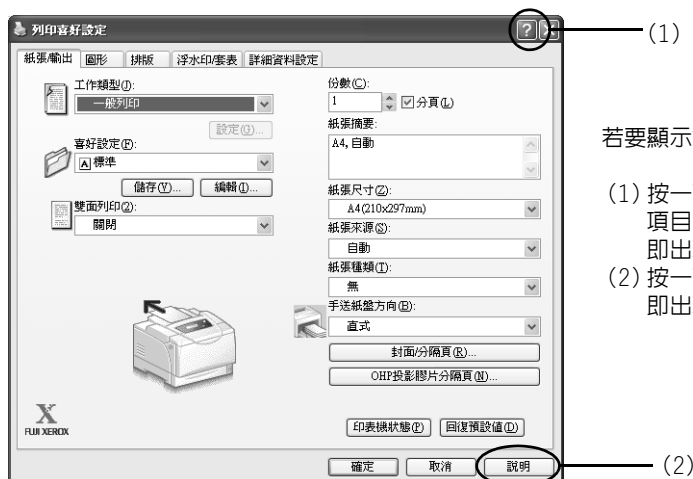 列印喜好設定
(1)
紙張/輸出 圖形 排版 浮水印/套表 詳細資料設定
工作類型(J):
一般列印
設定(G)...
喜好設定(F):
A 標準
儲存(V)... 編輯(I)...
雙面列印(2):
關閉
份數(C):
1 分頁(L)
紙張摘要:
A4, 自動
紙張尺寸(Z):
A4(210x297mm)
紙張來源(S):
自動
紙張種類(T):
無
手送紙盤方向(B):
直式
封面/分隔頁(R)...
OHP投影膠片分隔頁(N)...
X
FUJI XEROX
印表機狀態(P) 回復預設值(D)
確定 取消 說明
(2)
若要顯示
(1) 按一
項目
即出
(2) 按一
即出